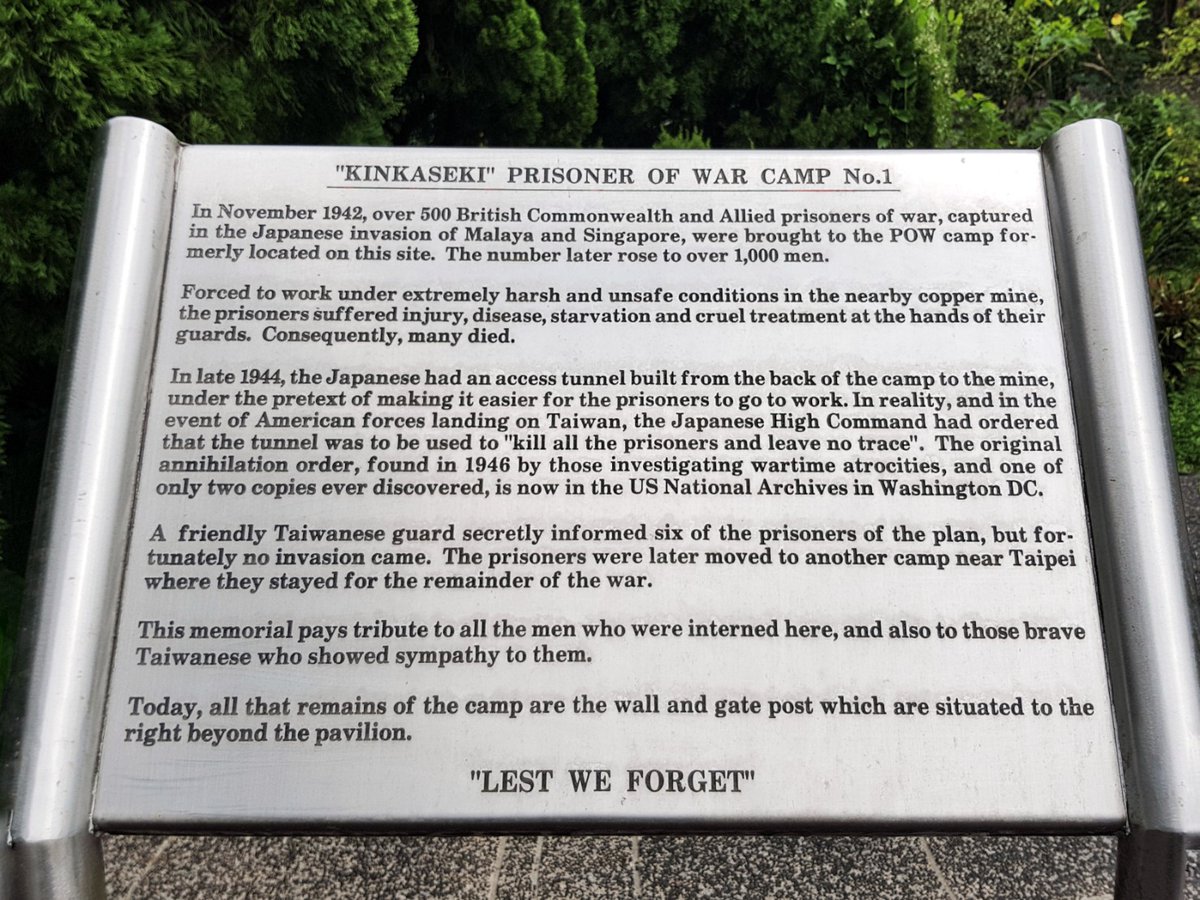 "KINKASEKI" PRISONER OF WAR CAMP No.1
In November 1942, over 500 British Commonwealth and Allied prisoners of war, captured
in the Japanese invasion of Malaya and Singapore, were brought to the POW camp for-
merly located on this site. The number later rose to over 1,000 men.
Forced to work under extremely harsh and unsafe conditions in the nearby copper mine,
the prisoners suffered injury, disease, starvation and cruel treatment at the hands of their
guards. Consequently, many died.
In late 1944, the Japanese had an access tunnel built from the back of the camp to the mine,
under the pretext of making it easier for the prisoners to go to work. In reality, and in the
event of American forces landing on Taiwan, the Japanese High Command had ordered
that the tunnel was to be used to "kill all the prisoners and leave no trace". The original
annihilation order, found in 1946 by those investigating wartime atrocities, and one of
only two copies ever discovered, is now in the US National Archives in Washington DC.
A friendly Taiwanese guard secretly informed six of the prisoners of the plan, but for-
tunately no invasion came. The prisoners were later moved to another camp near Taipei
where they stayed for the remainder of the war.
This memorial pays tribute to all the men who were interned here, and also to those brave
Taiwanese who showed sympathy to them.
Today, all that remains of the camp are the wall and gate post which are situated to the
right beyond the pavilion.
"LEST WE FORGET"